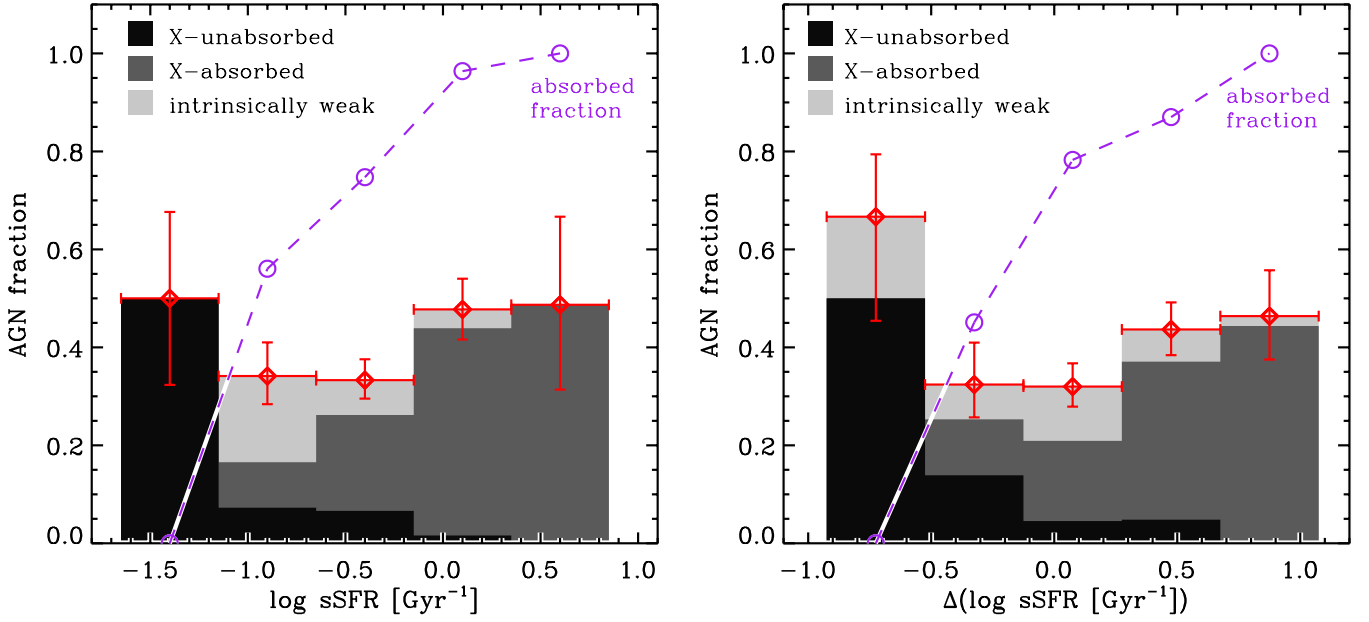 X-unabsorbed
X-absorbed
intrinsically weak
absorbed
fraction
AGN fraction
1.0
0.8
0.6
0.4
0.2
0.0
-1.5 -1.0 -0.5 0.0 0.5 1.0
log sSFR [Gyr⁻¹]
X-unabsorbed
X-absorbed
intrinsically weak
absorbed
fraction
AGN fraction
1.0
0.8
0.6
0.4
0.2
0.0
-1.0 -0.5 0.0 0.5 1.0
Δ(log sSFR [Gyr⁻¹])